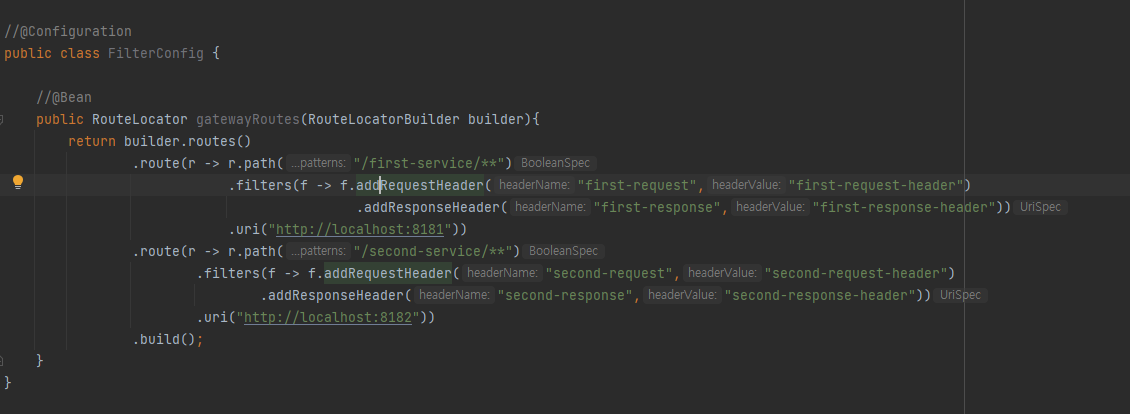 //@Configuration
public class FilterConfig {
//@Bean
public RouteLocator gatewayRoutes(RouteLocatorBuilder builder){
return builder.routes()
.route(r -> r.path( ...patterns: "/first-service/**") BooleanSpec
.filters(f -> f.addRequestHeader( headerName: "first-request", headerValue: "first-request-header")
.addResponseHeader( headerName: "first-response", headerValue: "first-response-header")) UriSpec
.uri("http://localhost:8181"))
.route(r -> r.path( ...patterns: "/second-service/**") BooleanSpec
.filters(f -> f.addRequestHeader( headerName: "second-request", headerValue: "second-request-header")
.addResponseHeader( headerName: "second-response", headerValue: "second-response-header")) UriSpec
.uri("http://localhost:8182"))
.build();
}
}